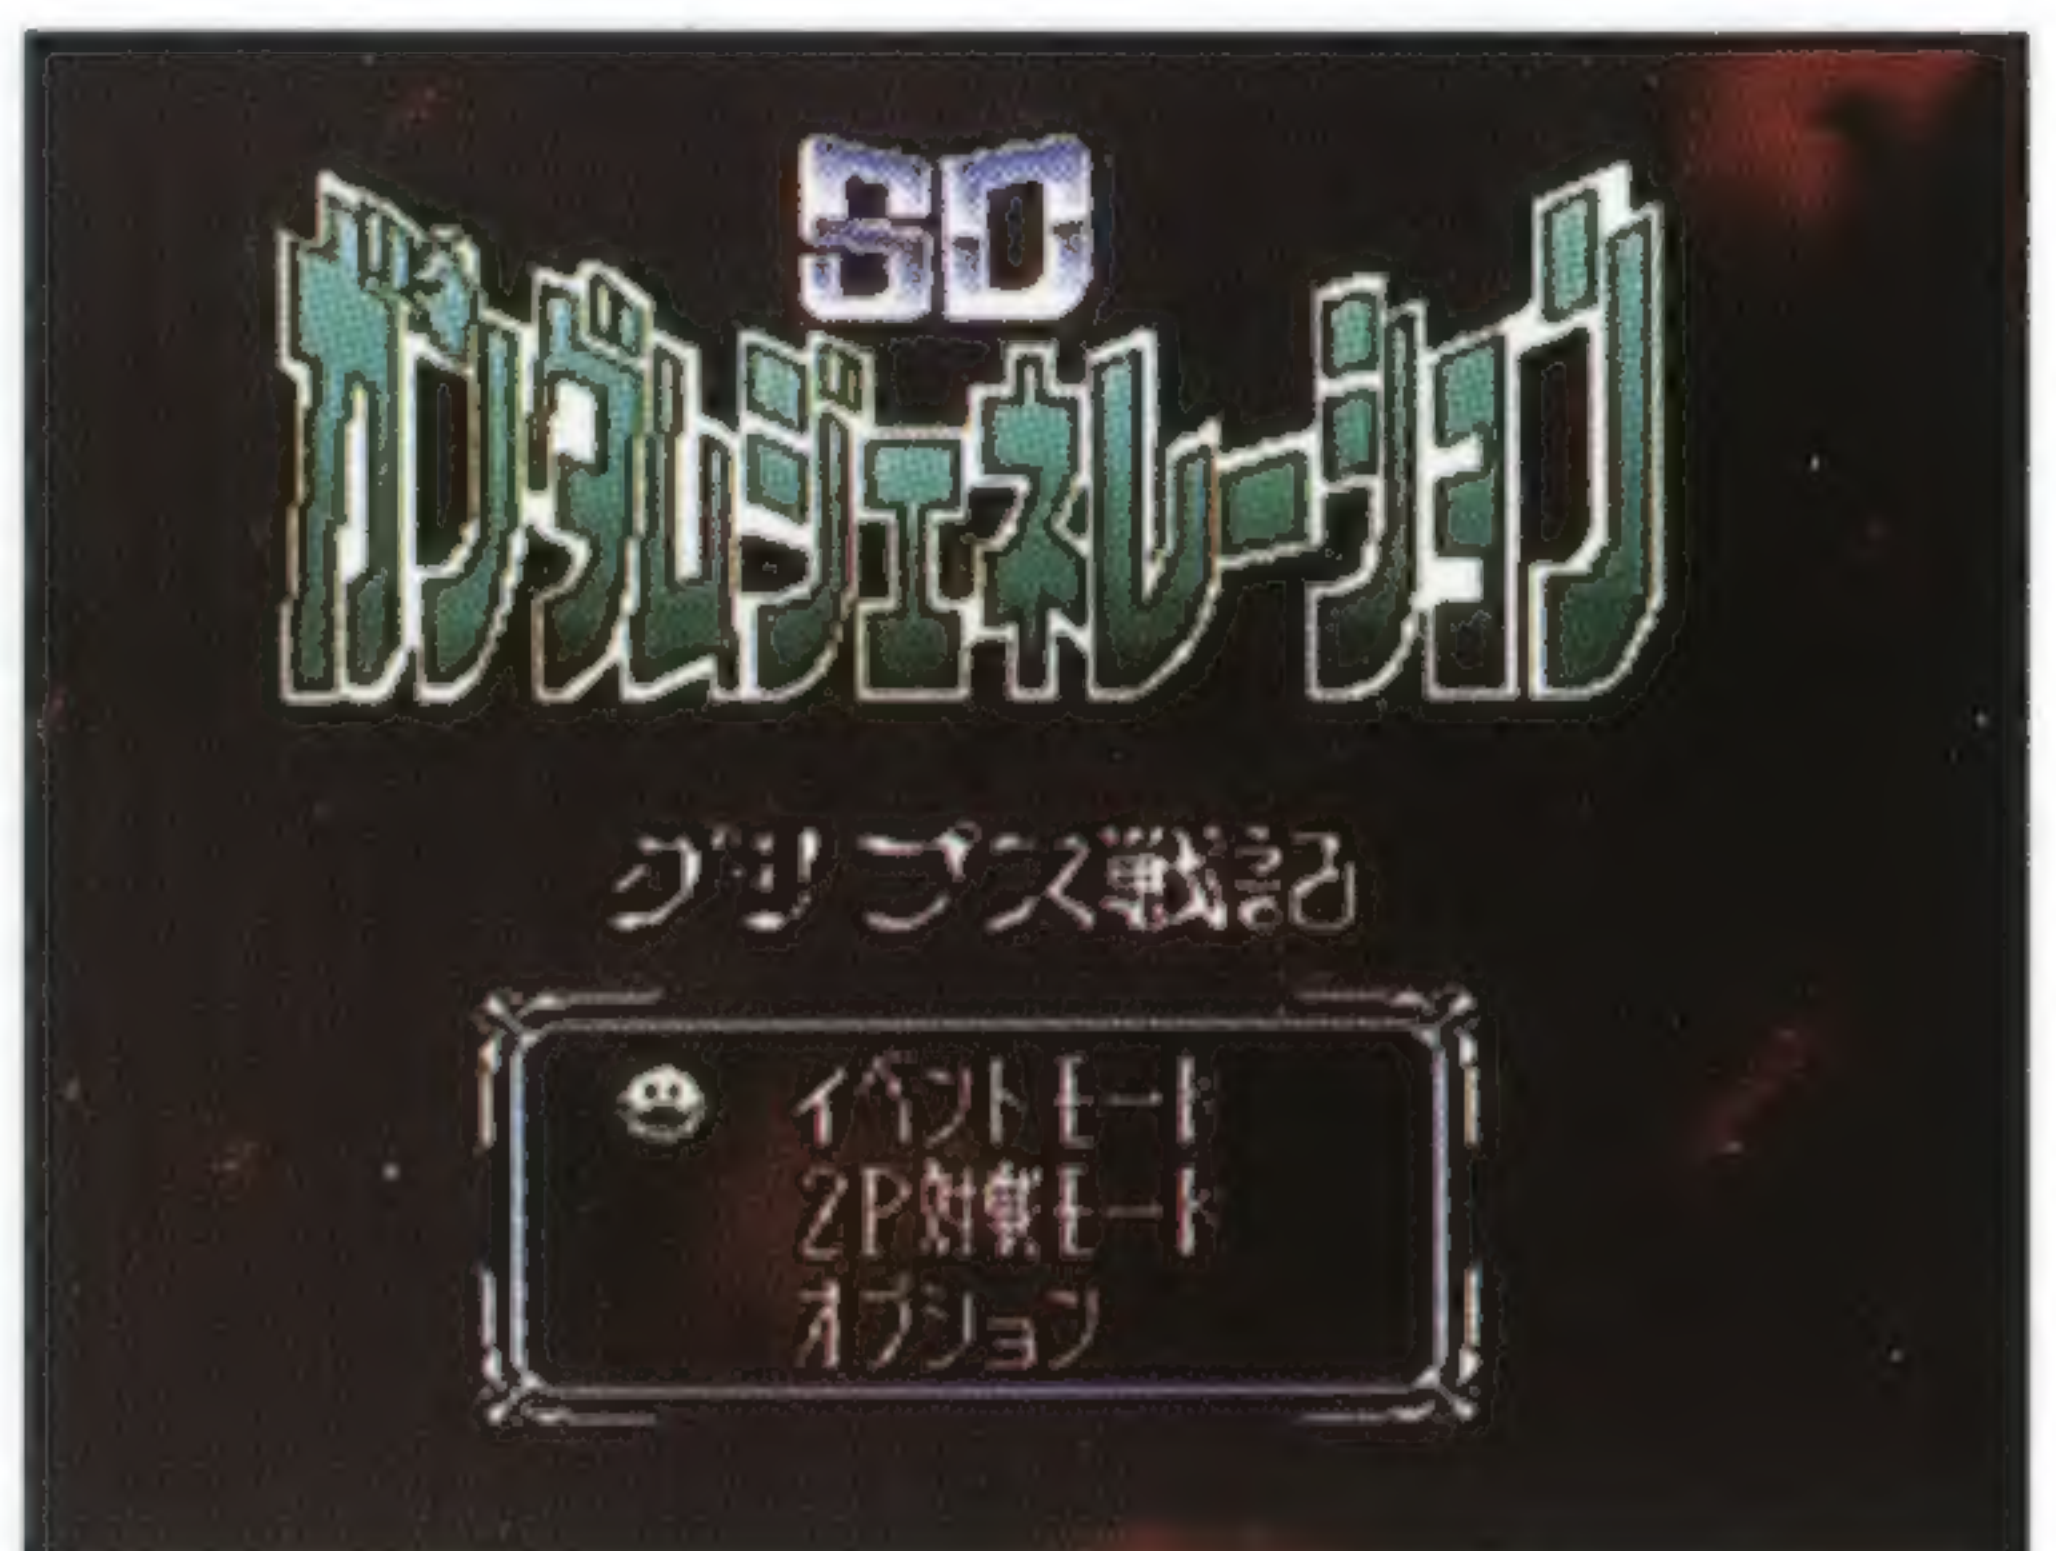 SD
ガンダムジェネレーション
グリプス戦記
イベントモード
2P対戦モード
オプション